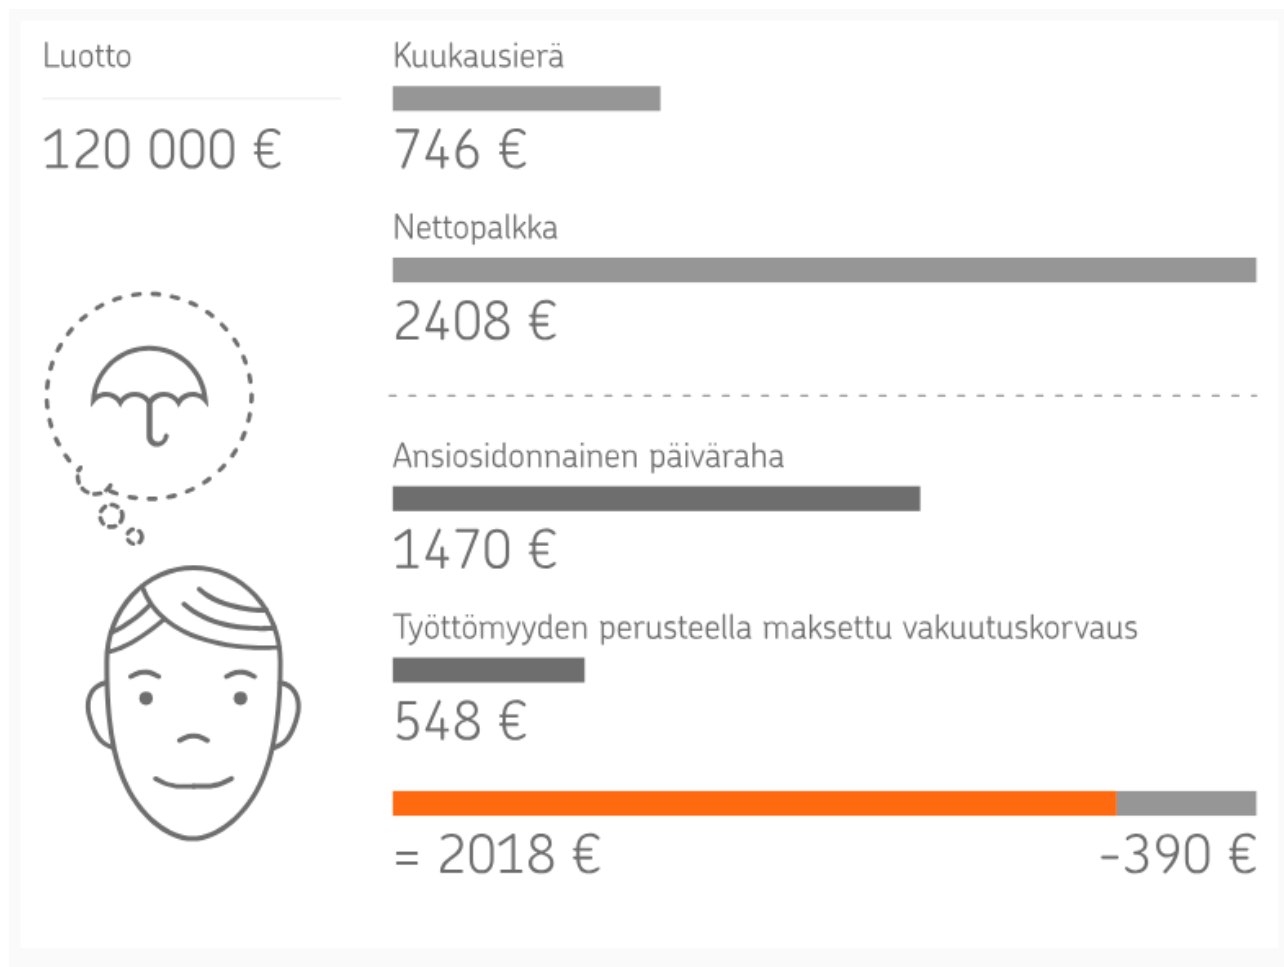 Luotto
120 000 €
Kuukausierä
746 €
Nettopalkka
2408 €
Ansiosidonnainen päiväraha
1470 €
Työttömyyden perusteella maksettu vakuutuskorvaus
548 €
= 2018 €
-390 €